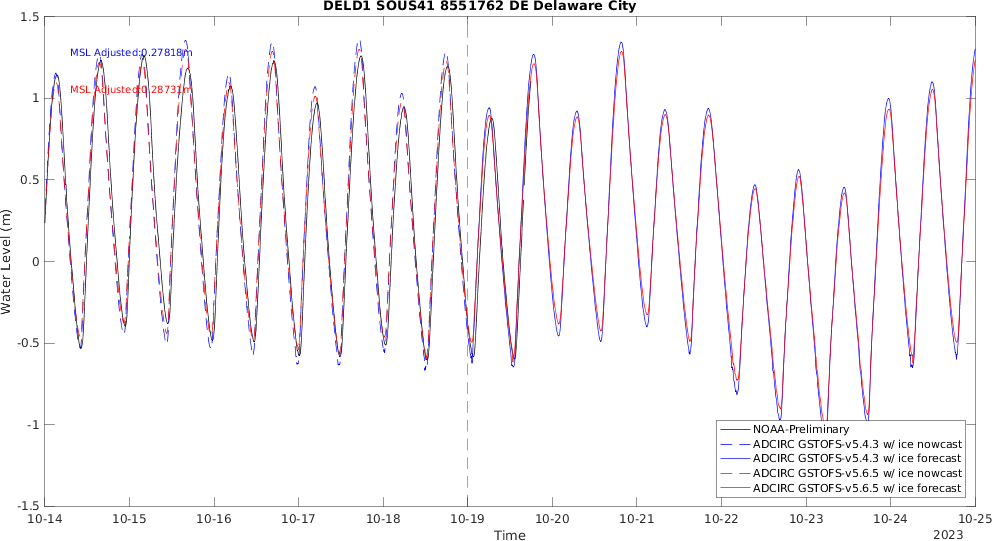 DELD1 SOUS41 8551762 DE Delaware City
1.5
MSL Adjusted:0.27818m
MSL Adjusted:0.28731m
1
0.5
0
-0.5
-1
-1.5
Water Level (m)
NOAA-Preliminary
ADCIRC GSTOFS-v5.4.3 w/ ice nowcast
ADCIRC GSTOFS-v5.4.3 w/ ice forecast
ADCIRC GSTOFS-v5.6.5 w/ ice nowcast
ADCIRC GSTOFS-v5.6.5 w/ ice forecast
10-14 10-15 10-16 10-17 10-18 10-19 10-20 10-21 10-22 10-23 10-24 10-25
Time
2023